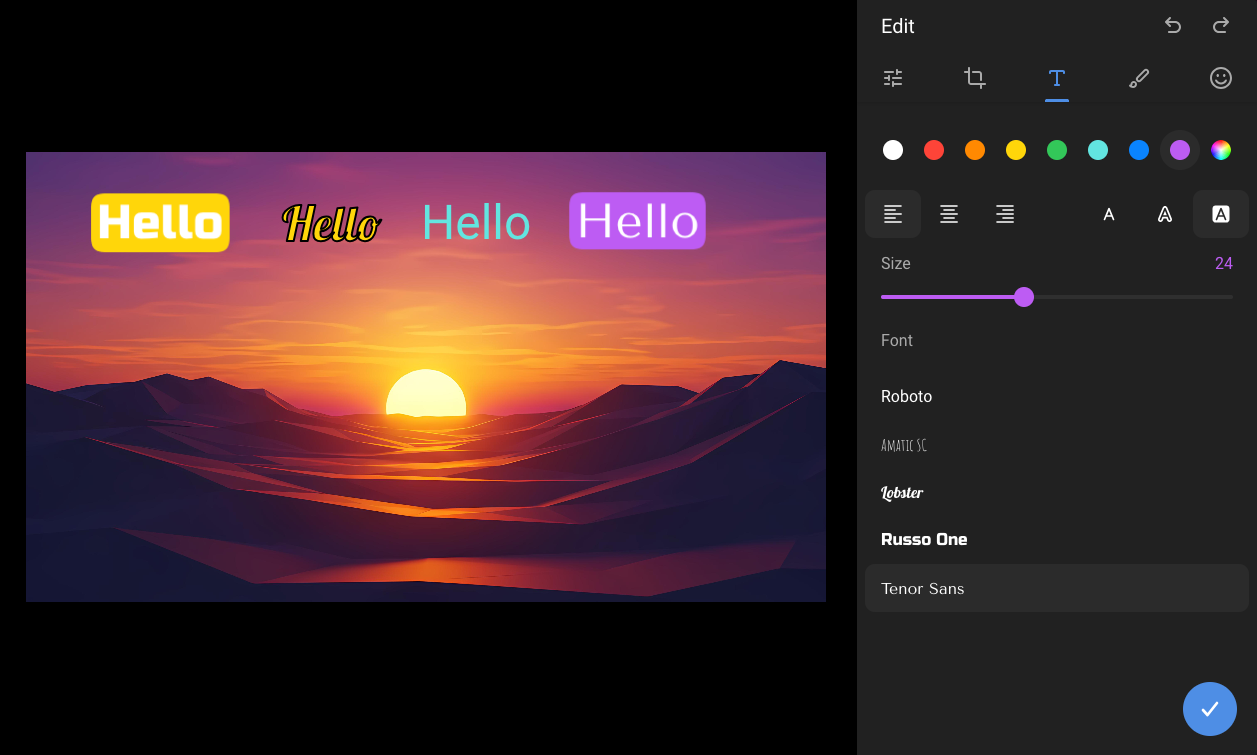 Edit
Hello Hello Hello Hello
A A A
Size 24
Font
Roboto
Amatic SC
Lobster
Russo One
Tenor Sans